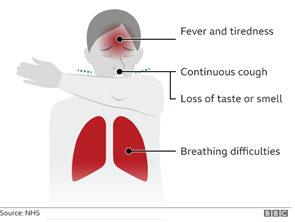 Fever and tiredness
Continuous cough
Loss of taste or smell
Breathing difficulties
Source: NHS
BBC